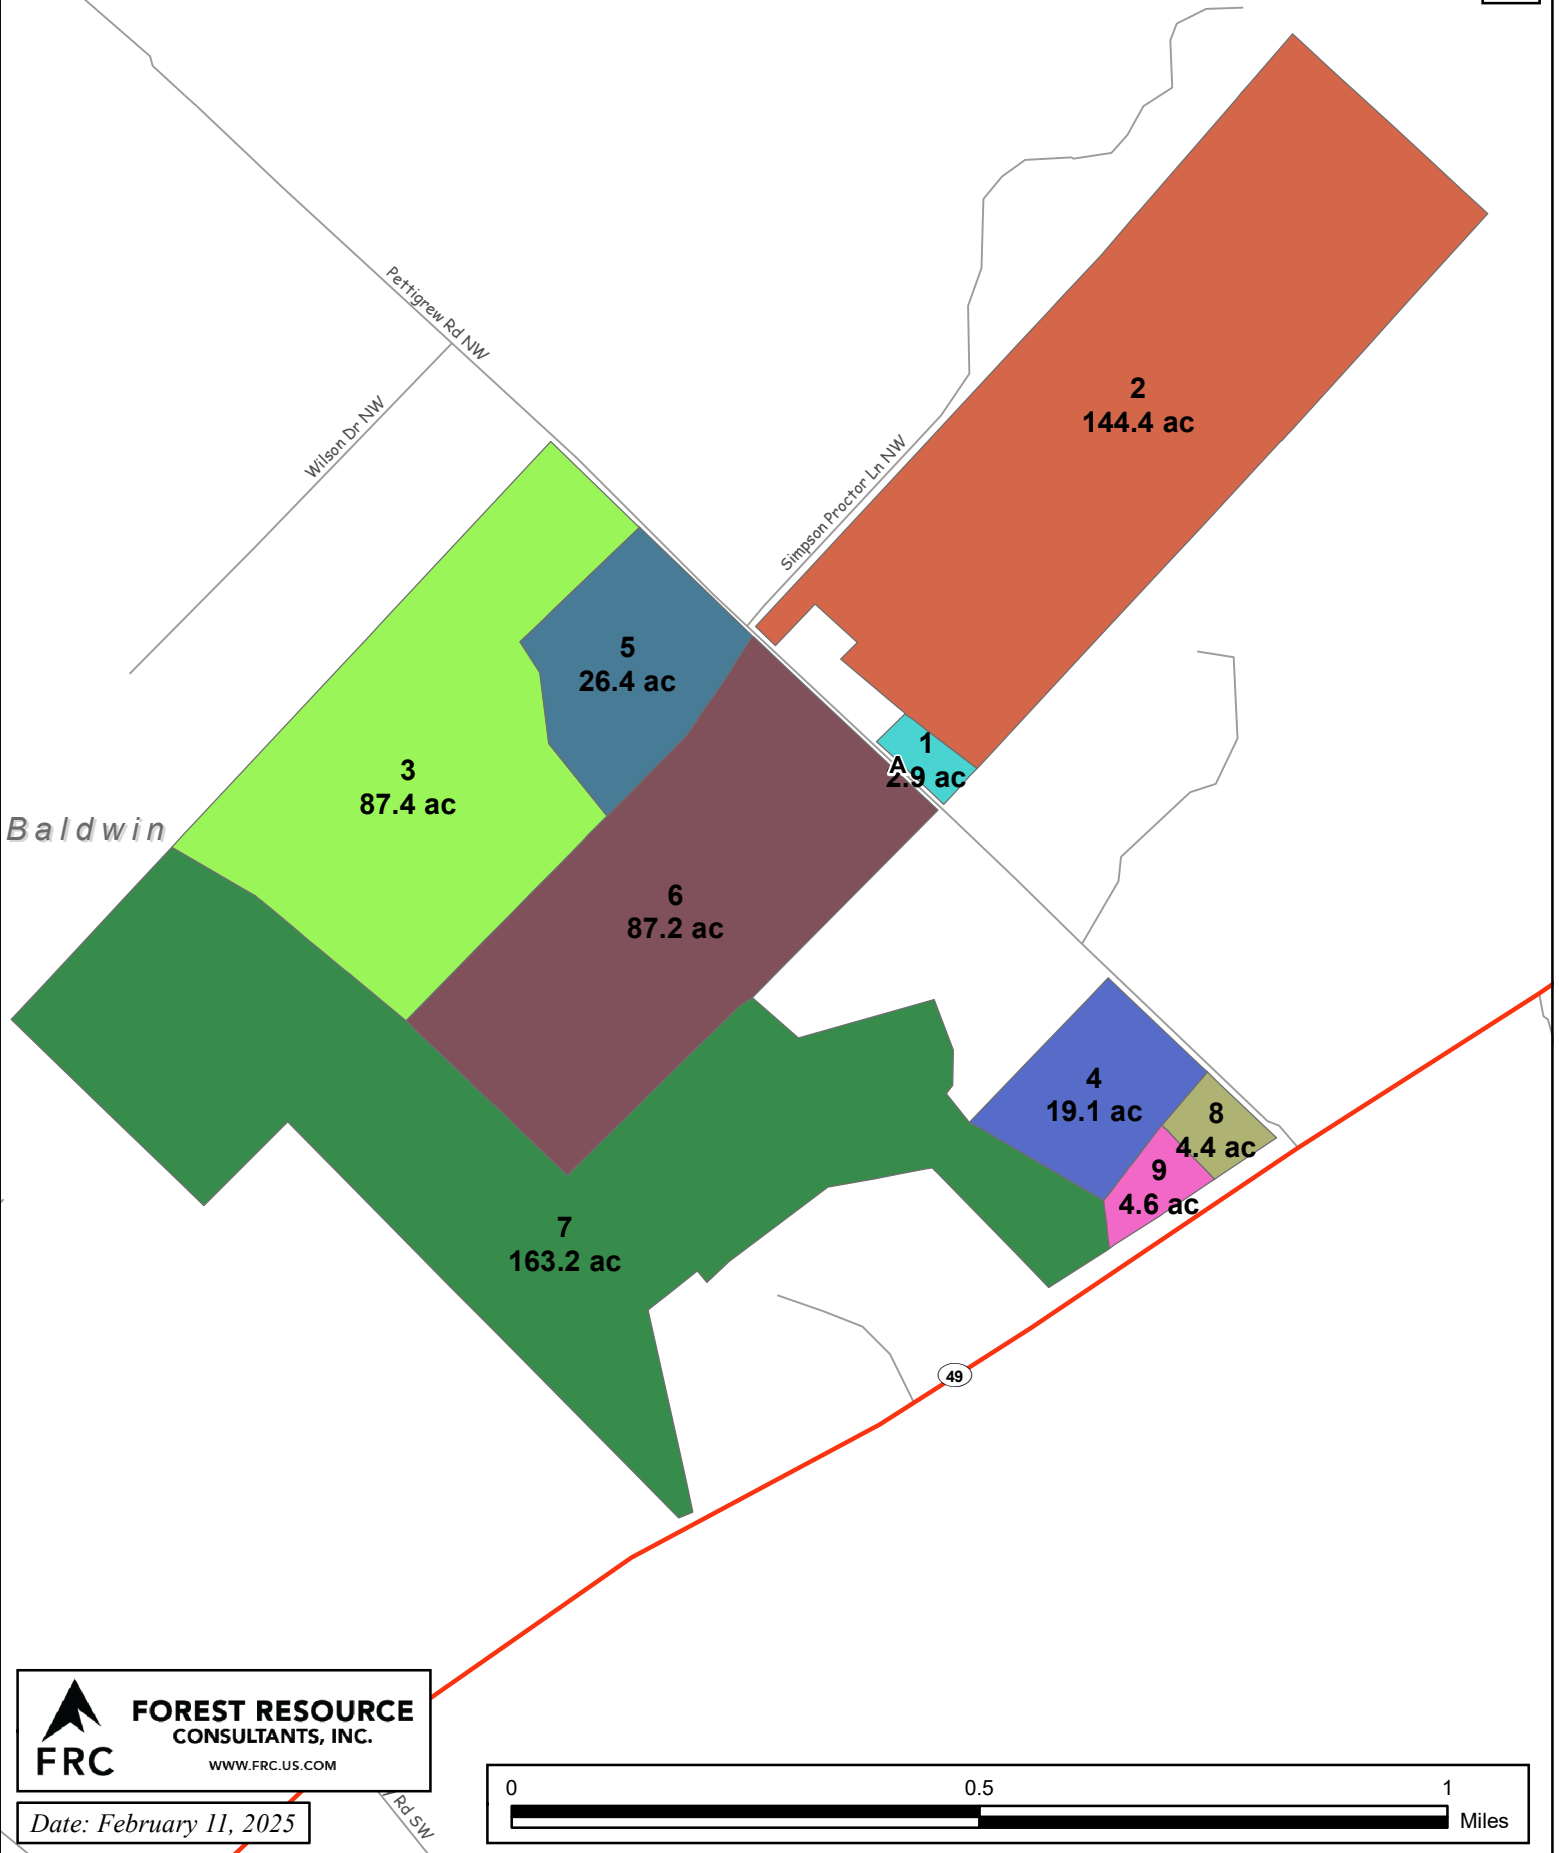 Pettigrew Rd NW
Wilson Dr NW
Simpson Proctor Ln NW
2
144.4 ac
5
26.4 ac
1
A
2.9 ac
3
87.4 ac
Baldwin
6
87.2 ac
4
19.1 ac
8
4.4 ac
9
4.6 ac
7
163.2 ac
49
FOREST RESOURCE
CONSULTANTS, INC.
FRC
WWW.FRC.US.COM
Date: February 11, 2025
Rd SW
0 0.5 1
Miles